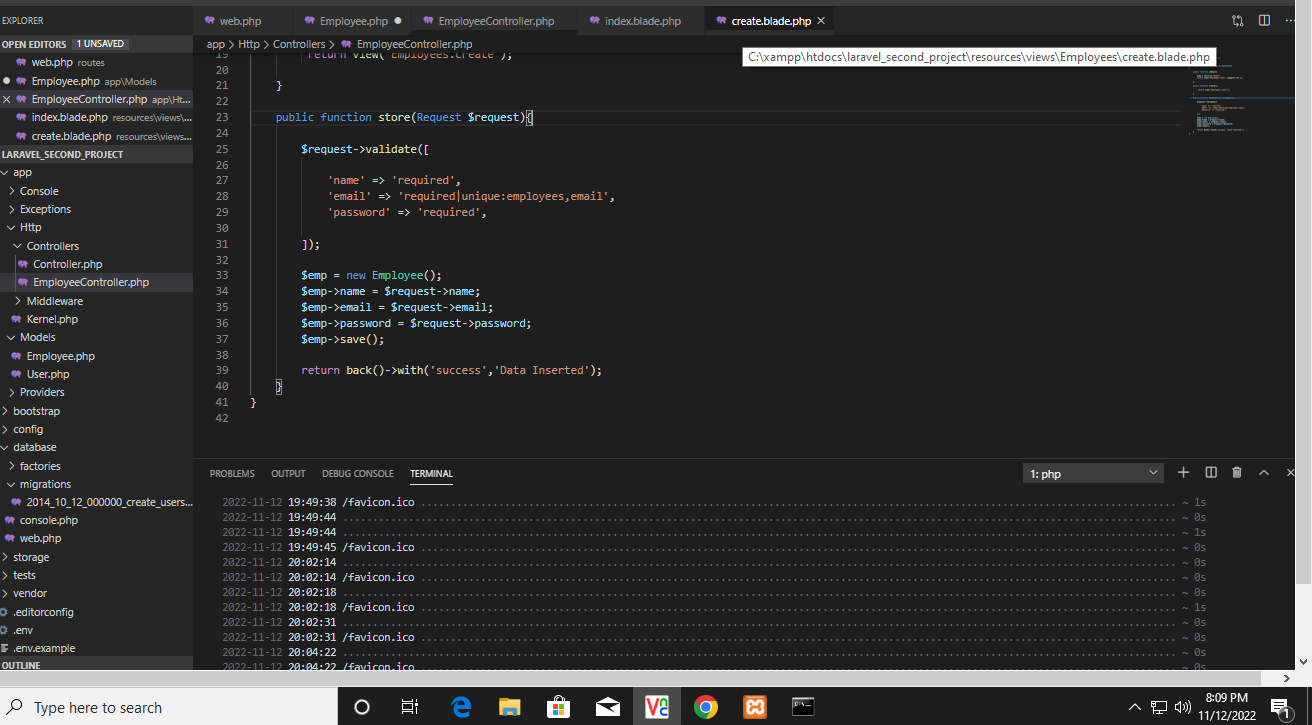 EXPLORER
OPEN EDITORS 1 UNSAVED
web.php routes
Employee.php app\Models
EmployeeController.php app\Ht...
index.blade.php resources\views\...
create.blade.php resources\views...
LARAVEL_SECOND_PROJECT
app
Console
Exceptions
Http
Controllers
Controller.php
EmployeeController.php
Middleware
Kernel.php
Models
Employee.php
User.php
Providers
bootstrap
config
database
factories
migrations
2014_10_12_000000_create_users...
console.php
web.php
storage
tests
vendor
.editorconfig
.env
.env.example
OUTLINE
web.php Employee.php EmployeeController.php index.blade.php create.blade.php
app > Http > Controllers > EmployeeController.php
C:\xampp\htdocs\laravel_second_project\resources\views\Employees\create.blade.php
19 return view('Employees.create');
20
21 }
22
23 public function store(Request $request){
24
25 $request->validate([
26
27 'name' => 'required',
28 'email' => 'required|unique:employees,email',
29 'password' => 'required',
30
31 ]);
32
33 $emp = new Employee();
34 $emp->name = $request->name;
35 $emp->email = $request->email;
36 $emp->password = $request->password;
37 $emp->save();
38
39 return back()->with('success','Data Inserted');
40 }
41 }
42
PROBLEMS OUTPUT DEBUG CONSOLE TERMINAL 1: php
2022-11-12 19:49:38 /favicon.ico ~ 1s
2022-11-12 19:49:44 ~ 0s
2022-11-12 19:49:44 ~ 1s
2022-11-12 19:49:45 /favicon.ico ~ 0s
2022-11-12 20:02:14 ~ 0s
2022-11-12 20:02:14 /favicon.ico ~ 0s
2022-11-12 20:02:18 ~ 0s
2022-11-12 20:02:18 /favicon.ico ~ 1s
2022-11-12 20:02:31 ~ 0s
2022-11-12 20:02:31 /favicon.ico ~ 0s
2022-11-12 20:04:22 ~ 0s
2022-11-12 20:04:22 /favicon.ico ~ 0s
Type here to search
8:09 PM
11/12/2022
1